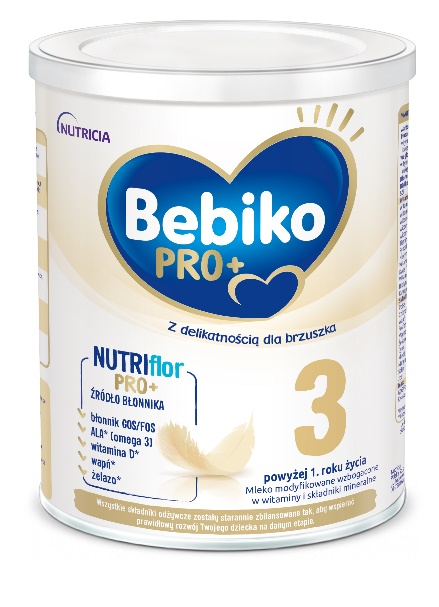 NUTRICIA
Bebiko
PRO+
Z delikatnością dla brzuszka
NUTRIflor
PRO+
ŹRÓDŁO BŁONNIKA
błonnik GOS/FOS
ALA* (omega 3)
witamina D*
wapń*
żelazo*
3
powyżej 1. roku życia
Mleko modyfikowane wzbogacone
w witaminy i składniki mineralne
Wszystkie składniki odżywcze zostały starannie zbilansowane tak, aby wspierać
prawidłowy rozwój Twojego dziecka na danym etapie.